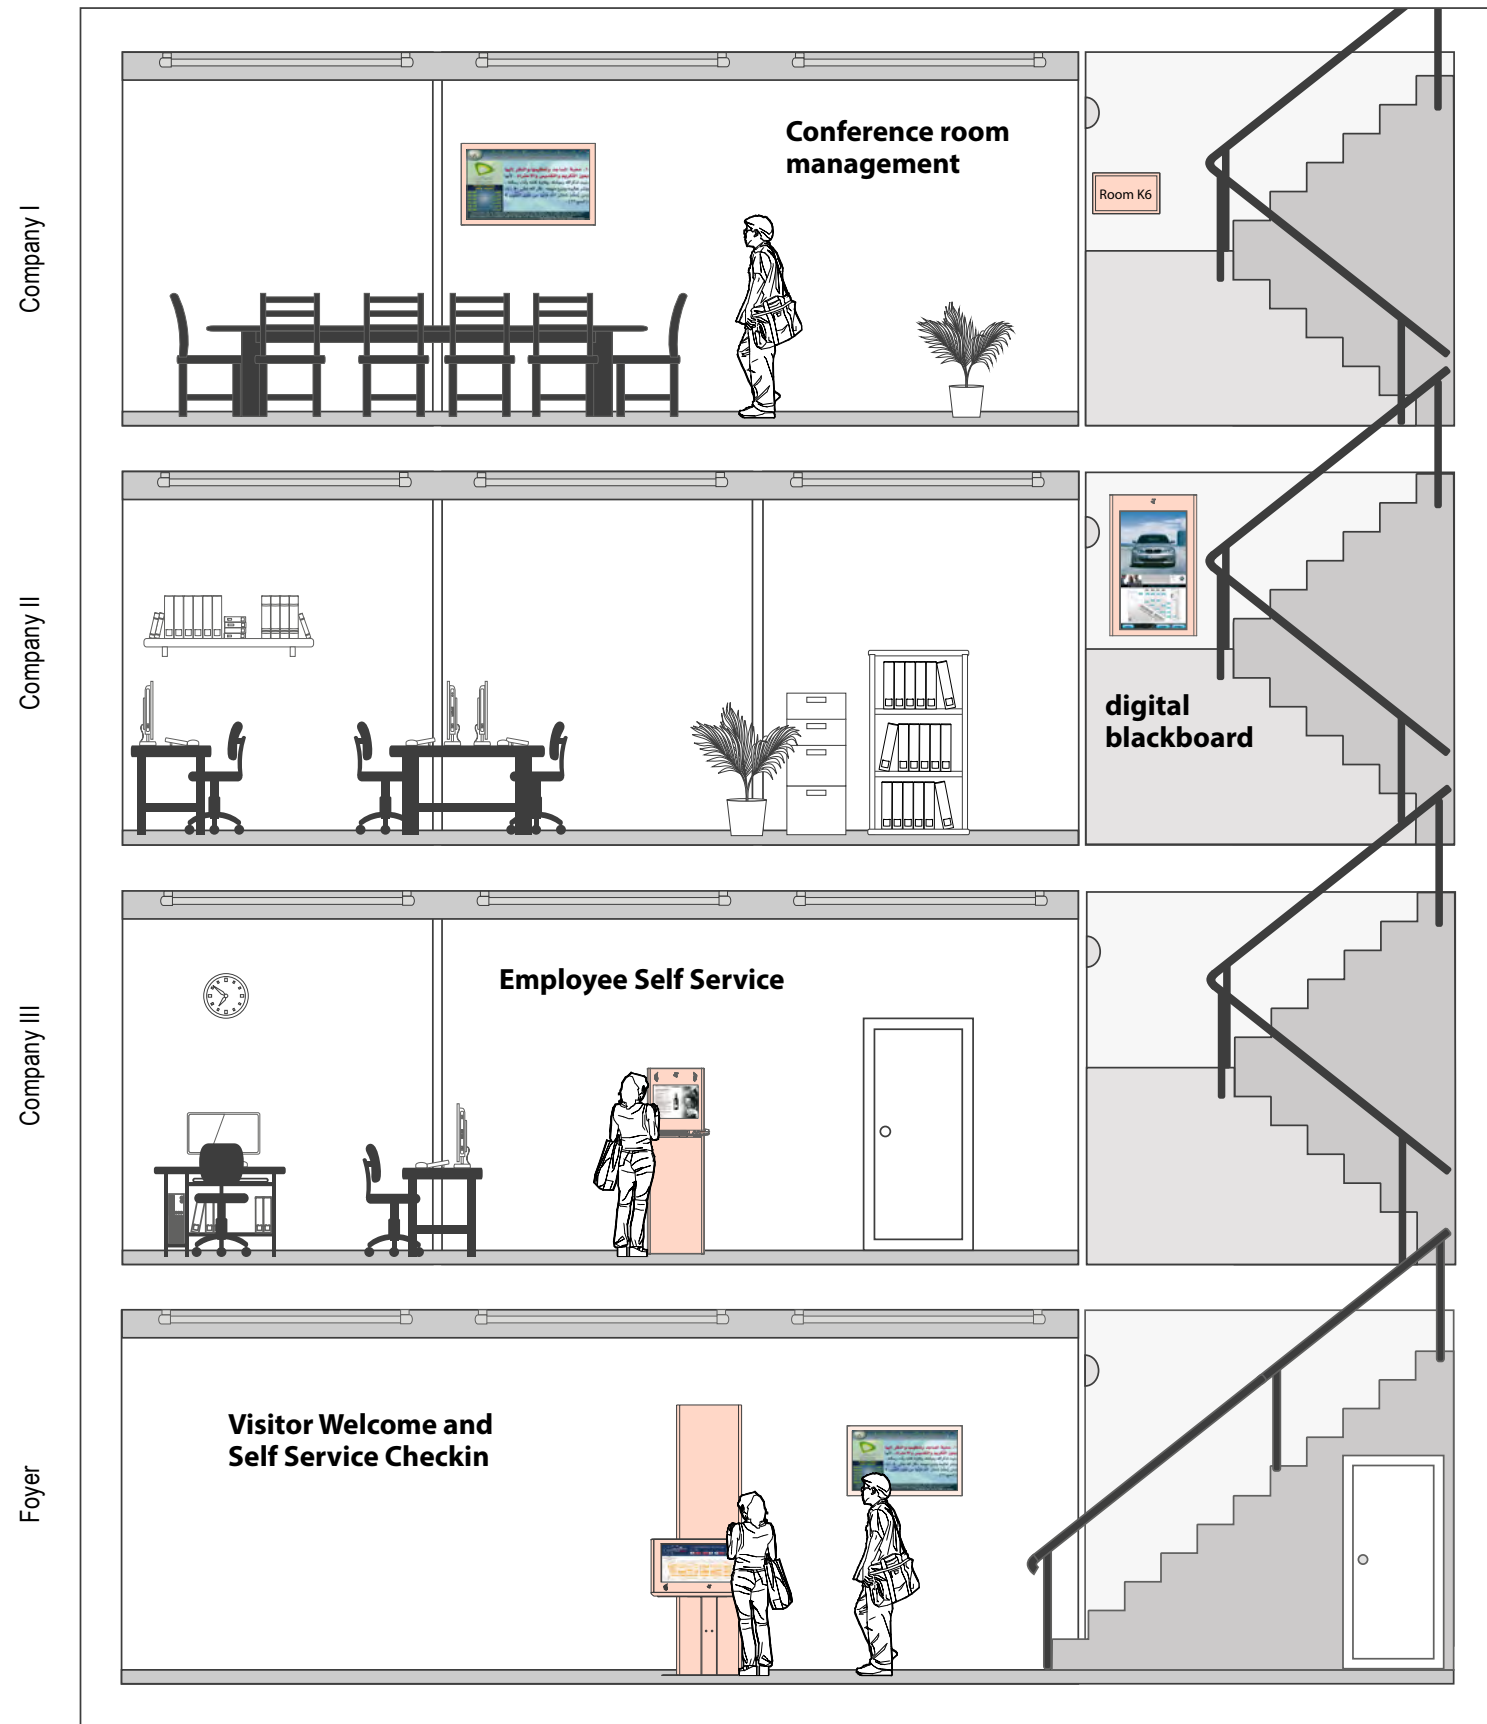 Company I
Conference room
management
Room K6
Company II
digital
blackboard
Company III
Employee Self Service
Foyer
Visitor Welcome and
Self Service Checkin